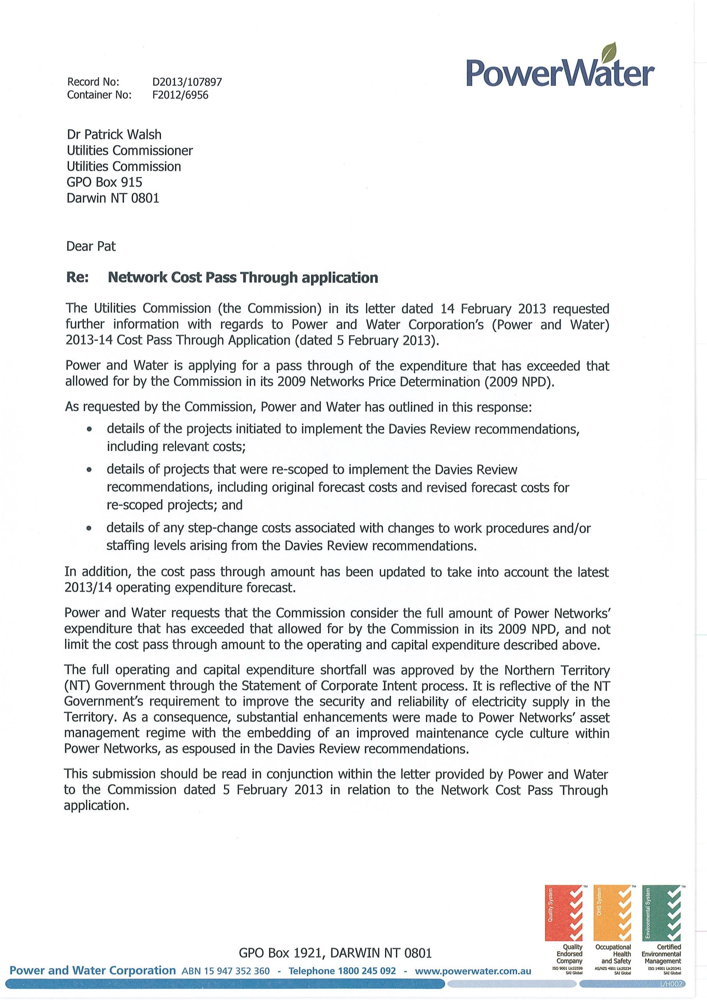 PowerWater
Record No: D2013/107897
Container No: F2012/6956
Dr Patrick Walsh
Utilities Commissioner
Utilities Commission
GPO Box 915
Darwin NT 0801
Dear Pat
Re: Network Cost Pass Through application
The Utilities Commission (the Commission) in its letter dated 14 February 2013 requested
further information with regards to Power and Water Corporation's (Power and Water)
2013-14 Cost Pass Through Application (dated 5 February 2013).
Power and Water is applying for a pass through of the expenditure that has exceeded that
allowed for by the Commission in its 2009 Networks Price Determination (2009 NPD).
As requested by the Commission, Power and Water has outlined in this response:
• details of the projects initiated to implement the Davies Review recommendations,
including relevant costs;
• details of projects that were re-scoped to implement the Davies Review
recommendations, including original forecast costs and revised forecast costs for
re-scoped projects; and
• details of any step-change costs associated with changes to work procedures and/or
staffing levels arising from the Davies Review recommendations.
In addition, the cost pass through amount has been updated to take into account the latest
2013/14 operating expenditure forecast.
Power and Water requests that the Commission consider the full amount of Power Networks'
expenditure that has exceeded that allowed for by the Commission in its 2009 NPD, and not
limit the cost pass through amount to the operating and capital expenditure described above.
The full operating and capital expenditure shortfall was approved by the Northern Territory
(NT) Government through the Statement of Corporate Intent process. It is reflective of the NT
Government's requirement to improve the security and reliability of electricity supply in the
Territory. As a consequence, substantial enhancements were made to Power Networks' asset
management regime with the embedding of an improved maintenance cycle culture within
Power Networks, as espoused in the Davies Review recommendations.
This submission should be read in conjunction within the letter provided by Power and Water
to the Commission dated 5 February 2013 in relation to the Network Cost Pass Through
application.
Quality System ™
OHS System ™
Environmental System ™
Quality
Endorsed
Company
ISO 9001 Lic22599
SAI Global
Occupational
Health
and Safety
AS/NZS 4801 Lic20234
SAI Global
Certified
Environmental
Management
ISO 14001 Lic20341
SAI Global
GPO Box 1921, DARWIN NT 0801
Power and Water Corporation ABN 15 947 352 360 - Telephone 1800 245 092 - www.powerwater.com.au
L/H002